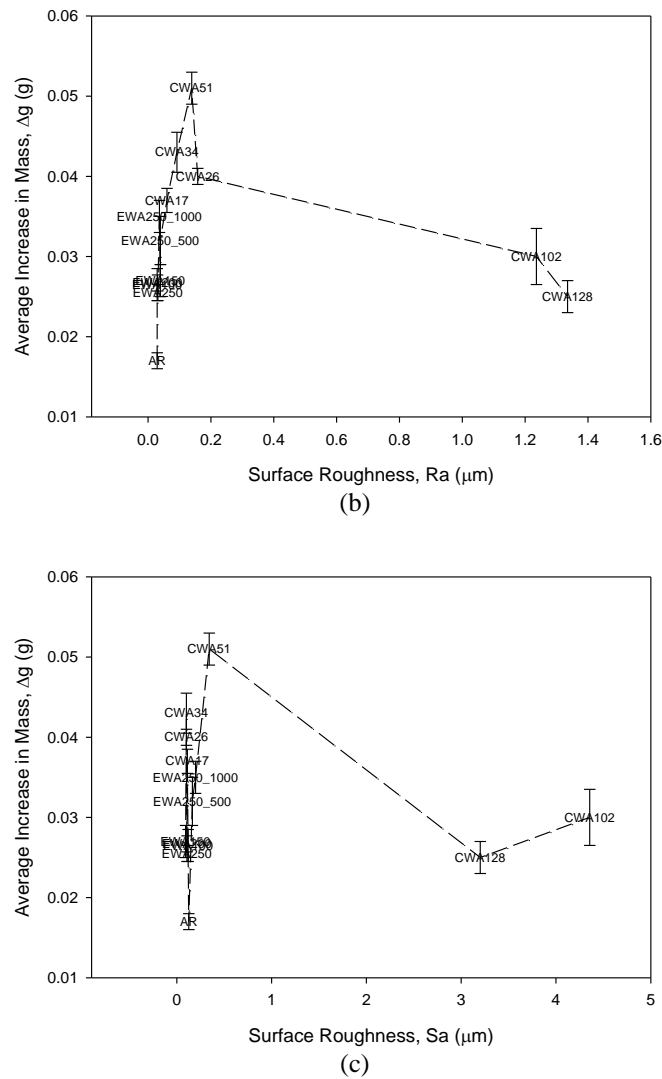 0.06
0.05
0.04
0.03
0.02
0.01
Average Increase in Mass, Δg (g)
CWA51
CWA34
CWA26
CWA17
EWA250_1000
EWA250_500
EWA150
EWA250
AR
CWA102
CWA128
0.0 0.2 0.4 0.6 0.8 1.0 1.2 1.4 1.6
Surface Roughness, Ra (μm)
(b)
0.06
0.05
0.04
0.03
0.02
0.01
Average Increase in Mass, Δg (g)
CWA51
CWA34
CWA26
CWA17
EWA250_1000
EWA250_500
EWA250
AR
CWA102
CWA128
0 1 2 3 4 5
Surface Roughness, Sa (μm)
(c)